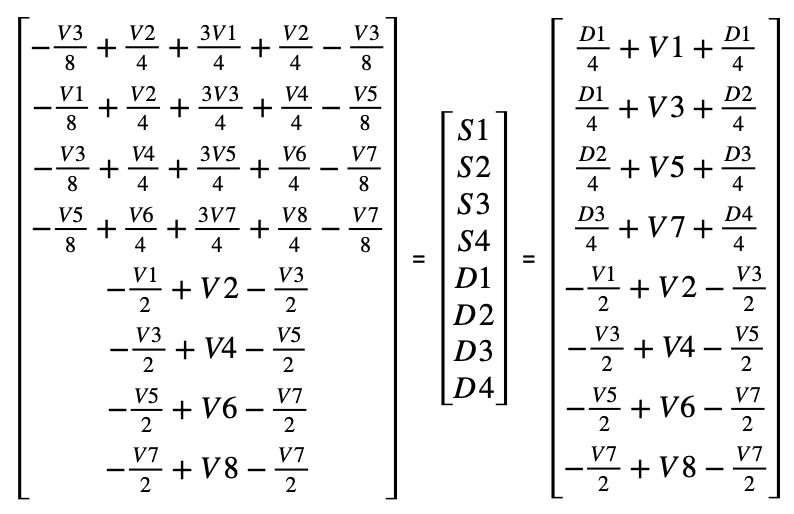 -V3/8 + V2/4 + 3V1/4 + V2/4 - V3/8
-V1/8 + V2/4 + 3V3/4 + V4/4 - V5/8
-V3/8 + V4/4 + 3V5/4 + V6/4 - V7/8
-V5/8 + V6/4 + 3V7/4 + V8/4 - V7/8
-V1/2 + V2 - V3/2
-V3/2 + V4 - V5/2
-V5/2 + V6 - V7/2
-V7/2 + V8 - V7/2
=
S1
S2
S3
S4
D1
D2
D3
D4
=
D1/4 + V1 + D1/4
D1/4 + V3 + D2/4
D2/4 + V5 + D3/4
D3/4 + V7 + D4/4
-V1/2 + V2 - V3/2
-V3/2 + V4 - V5/2
-V5/2 + V6 - V7/2
-V7/2 + V8 - V7/2